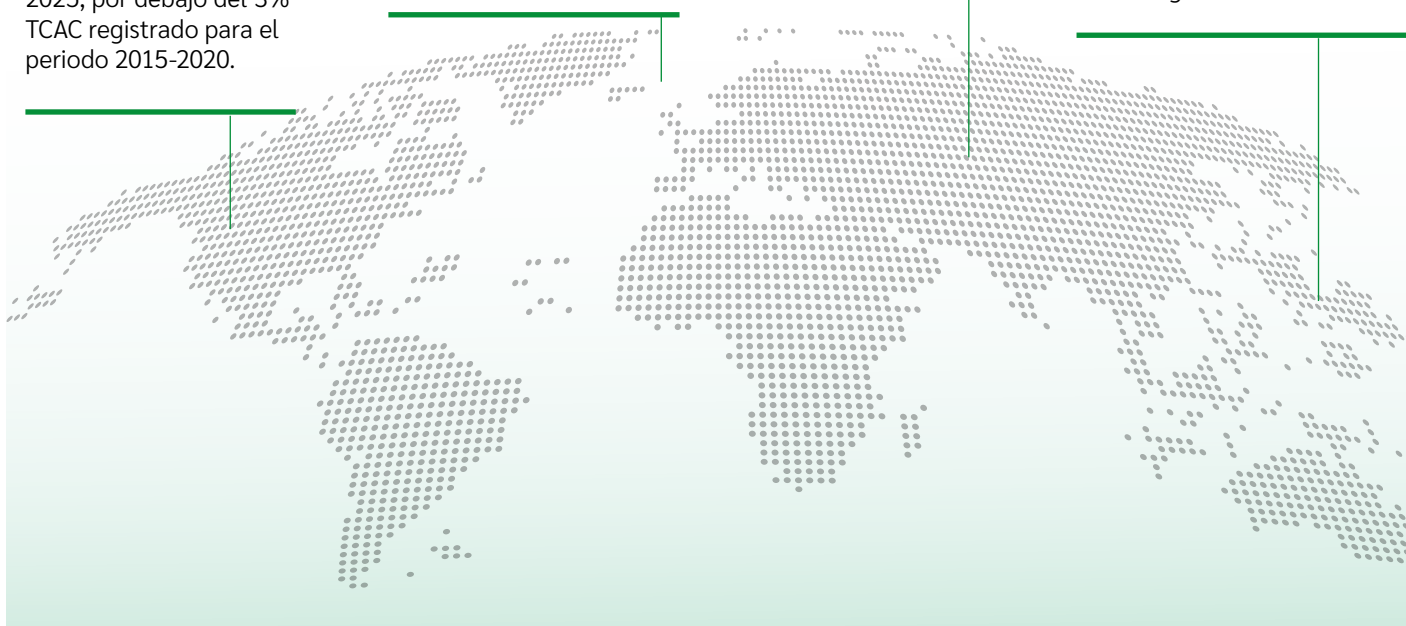 2025, por debajo del 3%
TCAC registrado para el
periodo 2015-2020.